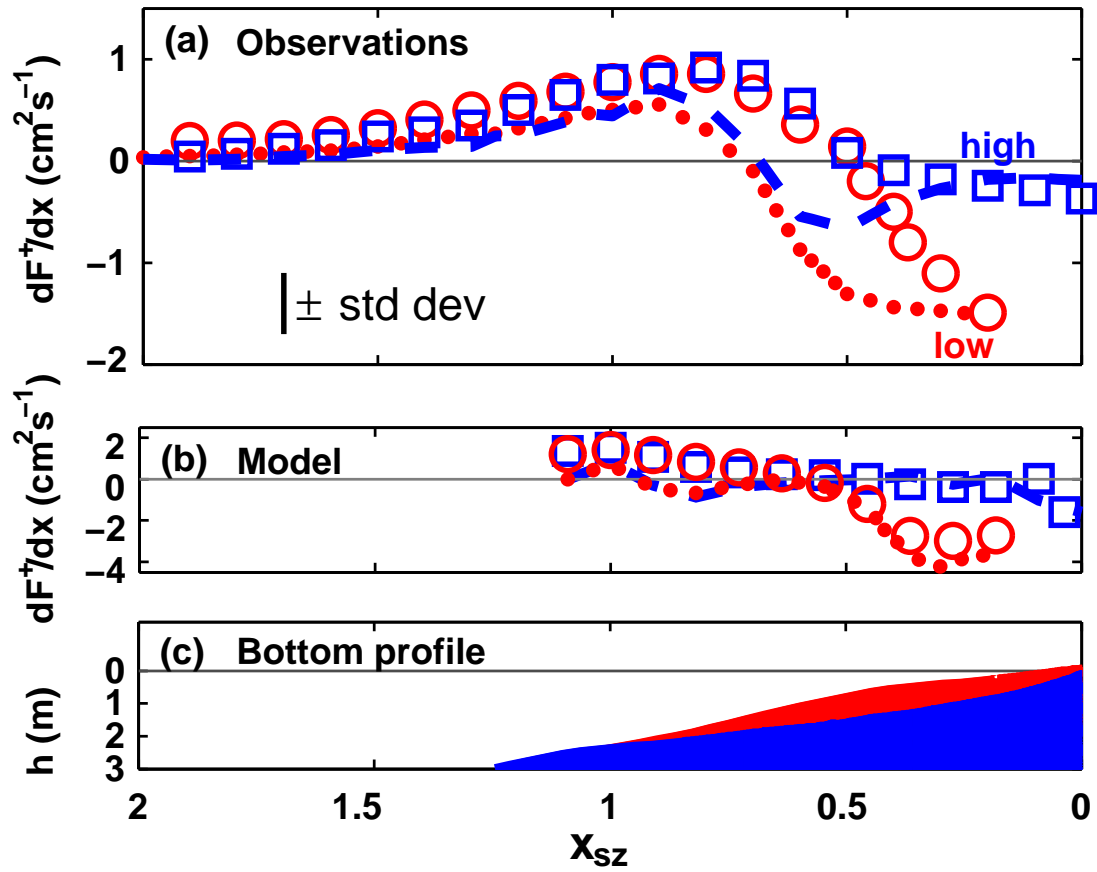 (a) Observations
dF⁺/dx (cm²s⁻¹)
1
0
−1
−2
high
low
± std dev
(b) Model
dF⁺/dx (cm²s⁻¹)
2
0
−2
−4
(c) Bottom profile
h (m)
0
1
2
3
2 1.5 1 0.5 0
x_sz